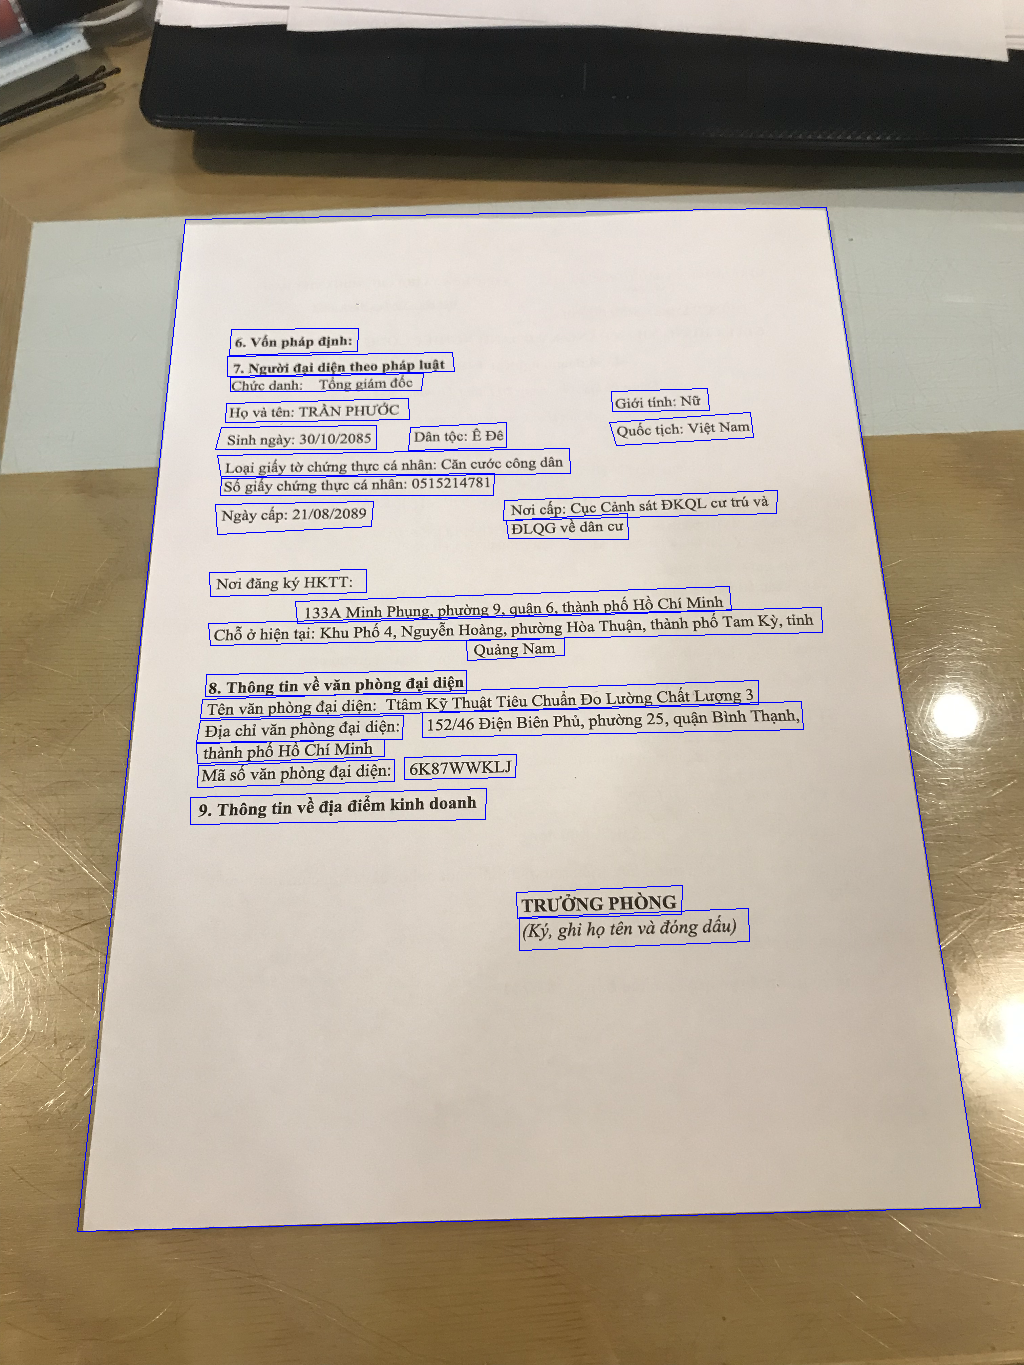 6. Vốn pháp định:
7. Người đại diện theo pháp luật
Chức danh: Tổng giám đốc
Họ và tên: TRẦN PHƯỚC Giới tính: Nữ
Sinh ngày: 30/10/2085 Dân tộc: Ê Đê Quốc tịch: Việt Nam
Loại giấy tờ chứng thực cá nhân: Căn cước công dân
Số giấy chứng thực cá nhân: 0515214781
Ngày cấp: 21/08/2089 Nơi cấp: Cục Cảnh sát ĐKQL cư trú và
ĐLQG về dân cư
Nơi đăng ký HKTT:
133A Minh Phụng, phường 9, quận 6, thành phố Hồ Chí Minh
Chỗ ở hiện tại: Khu Phố 4, Nguyễn Hoàng, phường Hòa Thuận, thành phố Tam Kỳ, tỉnh
Quảng Nam
8. Thông tin về văn phòng đại diện
Tên văn phòng đại diện: Ttâm Kỹ Thuật Tiêu Chuẩn Đo Lường Chất Lượng 3
Địa chỉ văn phòng đại diện: 152/46 Điện Biên Phủ, phường 25, quận Bình Thạnh,
thành phố Hồ Chí Minh
Mã số văn phòng đại diện: 6K87WWKLJ
9. Thông tin về địa điểm kinh doanh
TRƯỞNG PHÒNG
(Ký, ghi họ tên và đóng dấu)